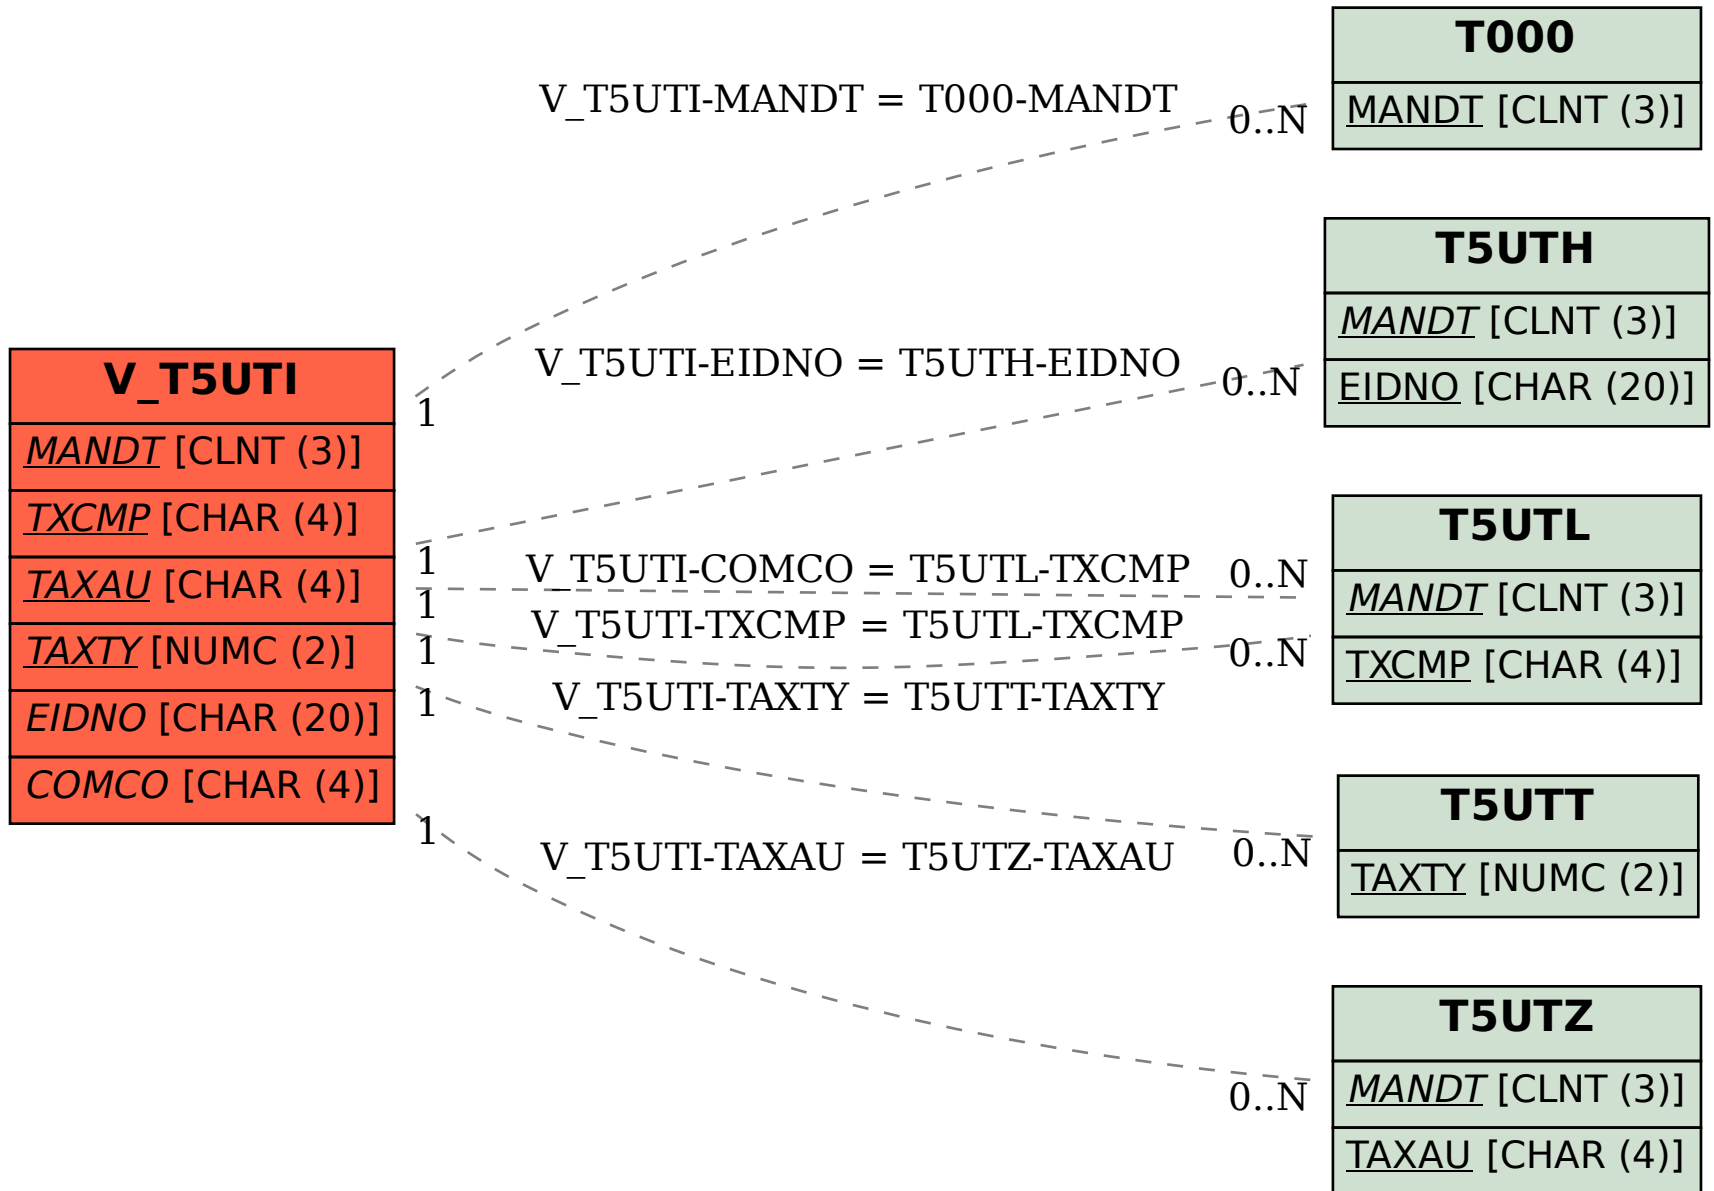 V_T5UTI
MANDT [CLNT (3)]
TXCMP [CHAR (4)]
TAXAU [CHAR (4)]
TAXTY [NUMC (2)]
EIDNO [CHAR (20)]
COMCO [CHAR (4)]
V_T5UTI-MANDT = T000-MANDT
0..N
1
V_T5UTI-EIDNO = T5UTH-EIDNO
0..N
1
V_T5UTI-COMCO = T5UTL-TXCMP
0..N
1
V_T5UTI-TXCMP = T5UTL-TXCMP
0..N
1
V_T5UTI-TAXTY = T5UTT-TAXTY
0..N
1
V_T5UTI-TAXAU = T5UTZ-TAXAU
0..N
1
T000
MANDT [CLNT (3)]
T5UTH
MANDT [CLNT (3)]
EIDNO [CHAR (20)]
T5UTL
MANDT [CLNT (3)]
TXCMP [CHAR (4)]
T5UTT
TAXTY [NUMC (2)]
T5UTZ
MANDT [CLNT (3)]
TAXAU [CHAR (4)]